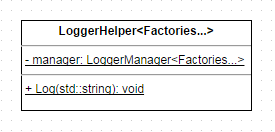 LoggerHelper<Factories...>
- manager: LoggerManager<Factories...>
+ Log(std::string): void